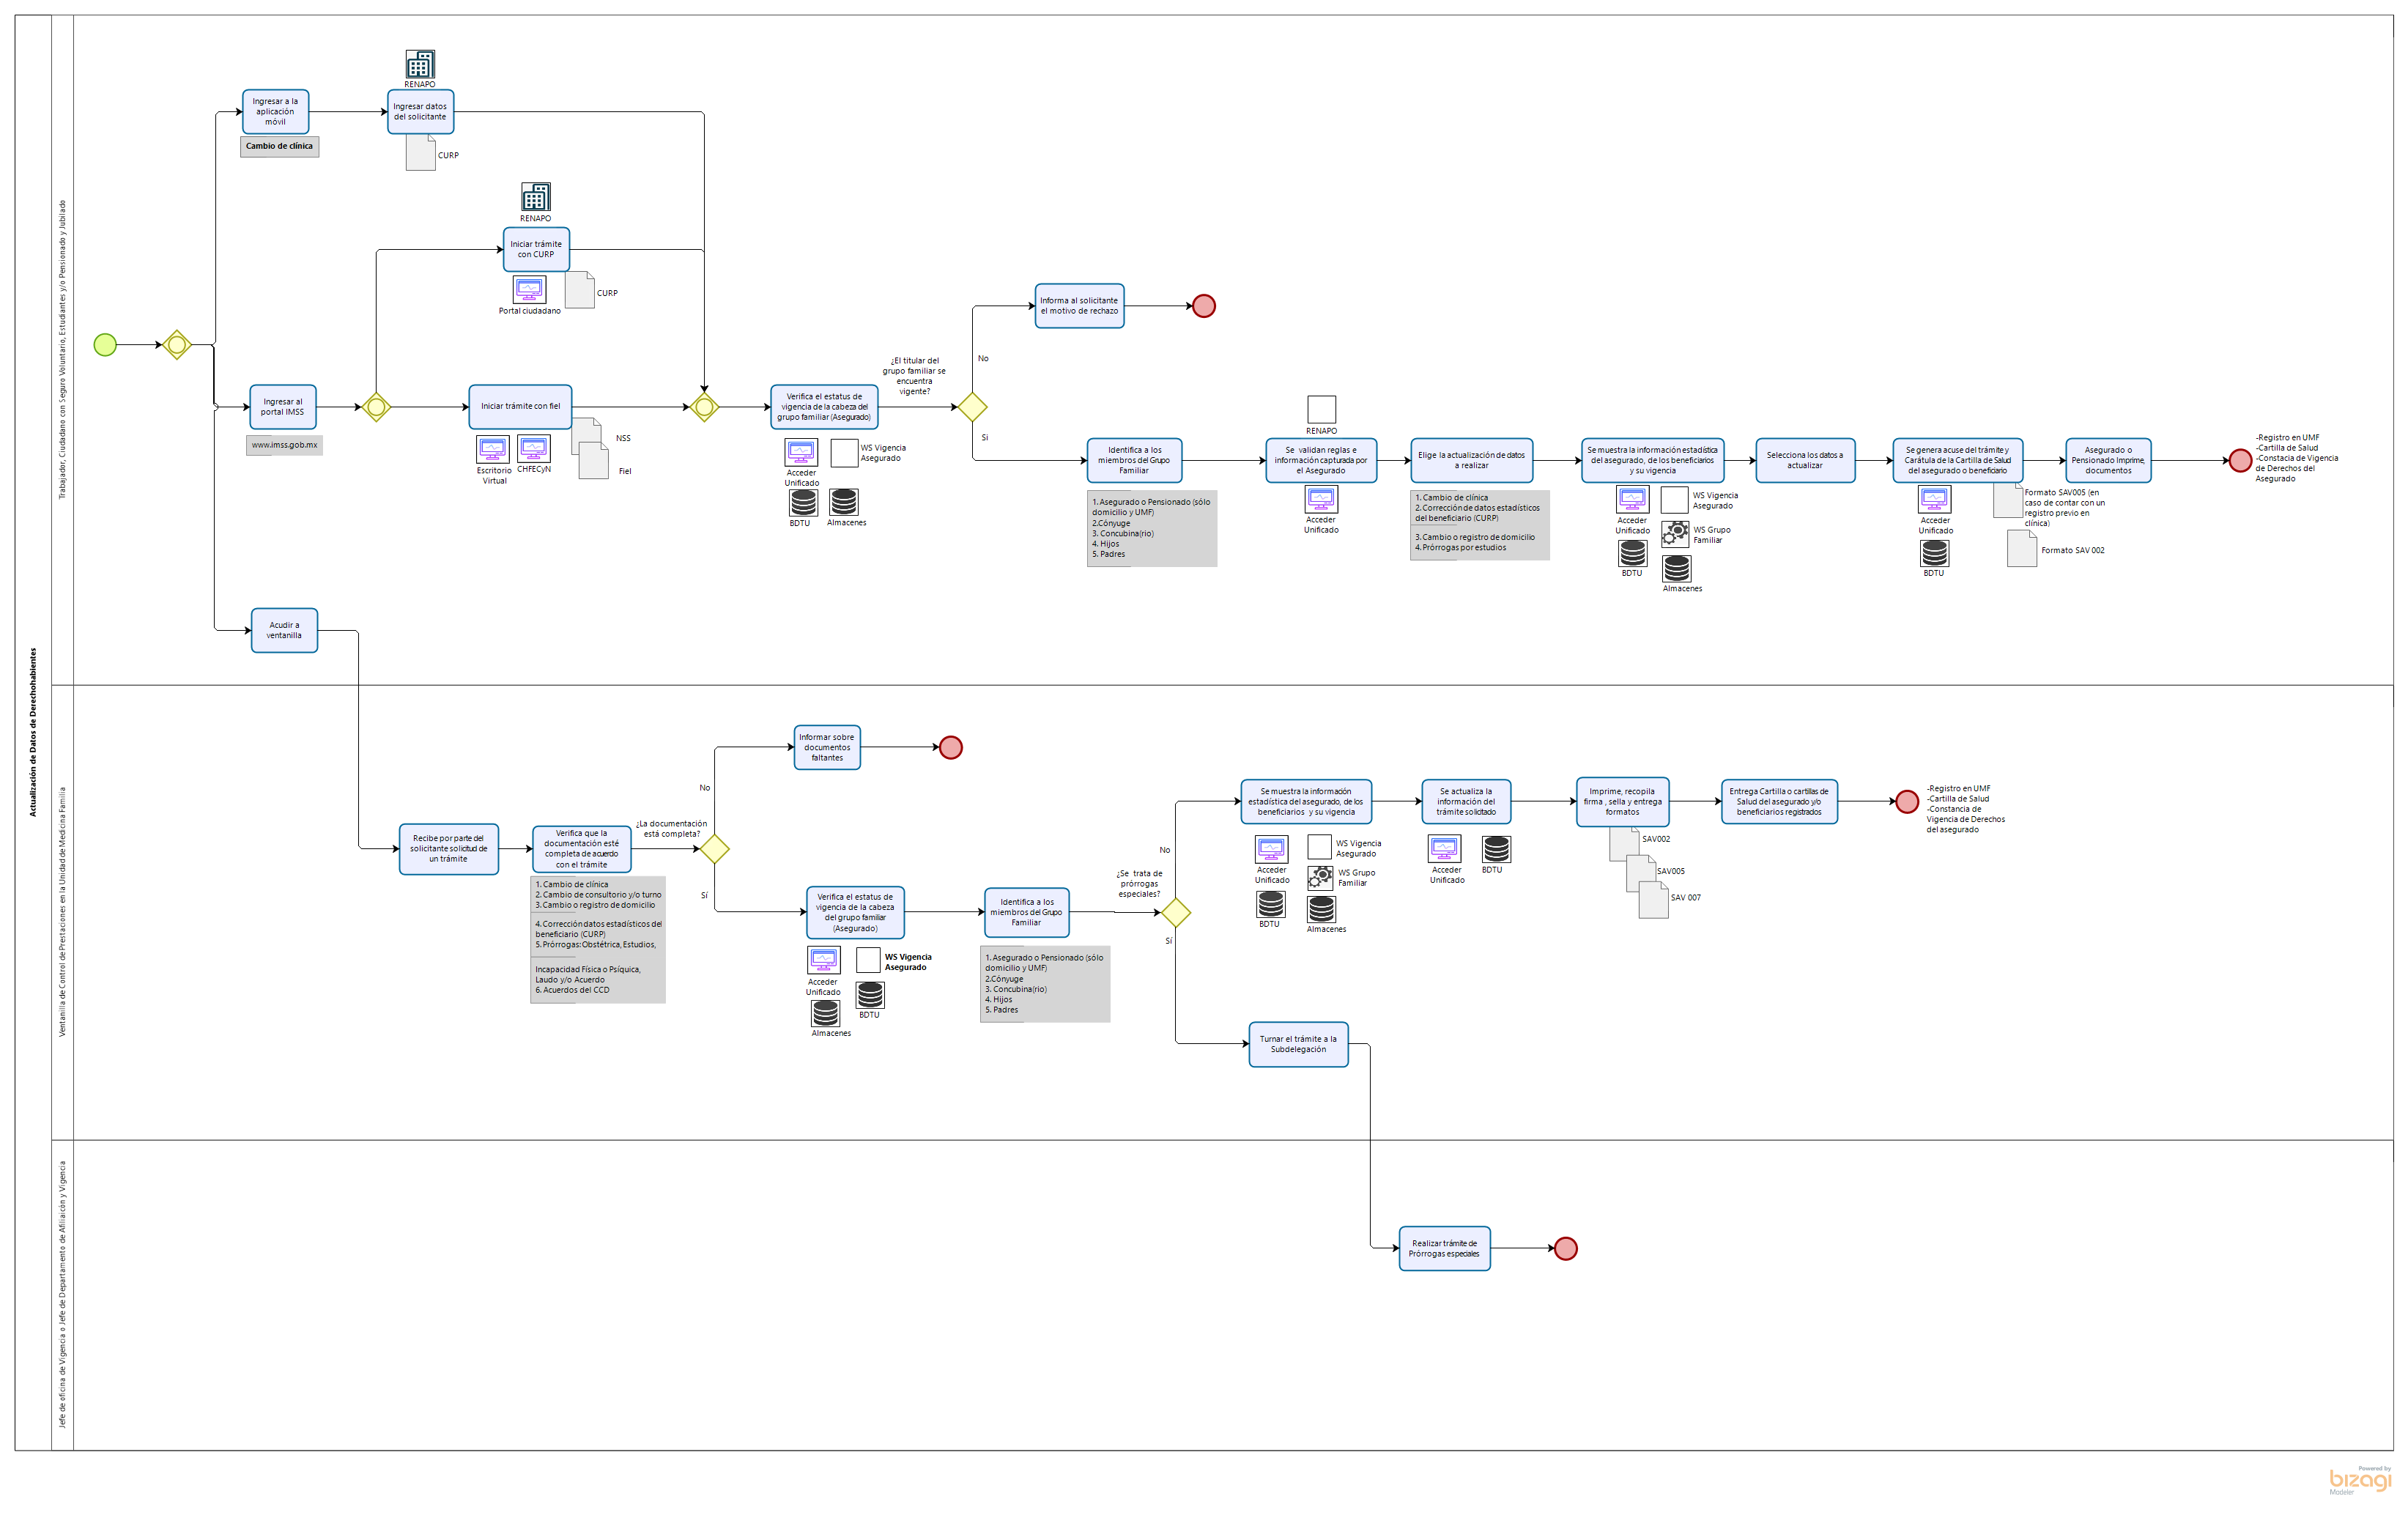 Actualización de Datos de Derechohabientes
Trabajador, Ciudadano con Seguro Voluntario, Estudiantes y/o Pensionado y Jubilado
RENAPO
Ingresar a la
aplicación
móvil
Cambio de clínica
Ingresar datos
del solicitante
CURP
RENAPO
Iniciar trámite
con CURP
CURP
Portal ciudadano
Ingresar al
portal IMSS
www.imss.gob.mx
Iniciar trámite con fiel
NSS
Fiel
Escritorio
Virtual
CHFECyN
Verifica el estatus de
vigencia de la cabeza del
grupo familiar (Asegurado)
Acceder
Unificado
WS Vigencia
Asegurado
BDTU
Almacenes
¿El titular del
grupo familiar se
encuentra
vigente?
No
Informa al solicitante
el motivo de rechazo
Sí
Identifica a los
miembros del Grupo
Familiar
1. Asegurado o Pensionado (sólo
domicilio y UMF)
2.Cónyuge
3. Concubina(rio)
4. Hijos
5. Padres
RENAPO
Se validan reglas e
información capturada por
el Asegurado
Acceder
Unificado
Elige la actualización de datos
a realizar
1. Cambio de clínica
2. Corrección de datos estadísticos
del beneficiario (CURP)
3. Cambio o registro de domicilio
4. Prórrogas por estudios
Se muestra la información estadística
del asegurado, de los beneficiarios
y su vigencia
Acceder
Unificado
WS Vigencia
Asegurado
WS Grupo
Familiar
BDTU
Almacenes
Selecciona los datos a
actualizar
Se genera acuse del trámite y
Carátula de la Cartilla de Salud
del asegurado o beneficiario
Acceder
Unificado
BDTU
Formato SAV005 (en
caso de contar con un
registro previo en
clínica)
Formato SAV 002
Asegurado o
Pensionado Imprime,
documentos
-Registro en UMF
-Cartilla de Salud
-Constacia de Vigencia
de Derechos del
Asegurado
Acudir a
ventanilla
Ventanilla de Control de Prestaciones en la Unidad de Medicina Familia
Recibe por parte del
solicitante solicitud de
un trámite
Verifica que la
documentación esté
completa de acuerdo
con el trámite
1. Cambio de clínica
2. Cambio de consultorio y/o turno
3. Cambio o registro de domicilio
4. Corrección datos estadísticos del
beneficiario (CURP)
5. Prórrogas: Obstétrica, Estudios,
Incapacidad Física o Psíquica,
Laudo y/o Acuerdo
6. Acuerdos del CCD
¿La documentación
está completa?
No
Informar sobre
documentos
faltantes
Sí
Verifica el estatus de
vigencia de la cabeza
del grupo familiar
(Asegurado)
Acceder
Unificado
WS Vigencia
Asegurado
BDTU
Almacenes
Identifica a los
miembros del Grupo
Familiar
1. Asegurado o Pensionado (sólo
domicilio y UMF)
2.Cónyuge
3. Concubina(rio)
4. Hijos
5. Padres
¿Se trata de
prórrogas
especiales?
No
Se muestra la información
estadística del asegurado, de los
beneficiarios y su vigencia
Acceder
Unificado
WS Vigencia
Asegurado
WS Grupo
Familiar
BDTU
Almacenes
Se actualiza la
información del
trámite solicitado
Acceder
Unificado
BDTU
Imprime, recopila
firma , sella y entrega
formatos
SAV002
SAV005
SAV 007
Entrega Cartilla o cartillas de
Salud del asegurado y/o
beneficiarios registrados
-Registro en UMF
-Cartilla de Salud
-Constancia de
Vigencia de Derechos
del asegurado
Sí
Turnar el trámite a la
Subdelegación
Jefe de oficina de Vigencia o Jefe de Departamento de Afiliaicón y Vigencia
Realizar trámite de
Prórrogas especiales
Powered by
bizagi
Modeler